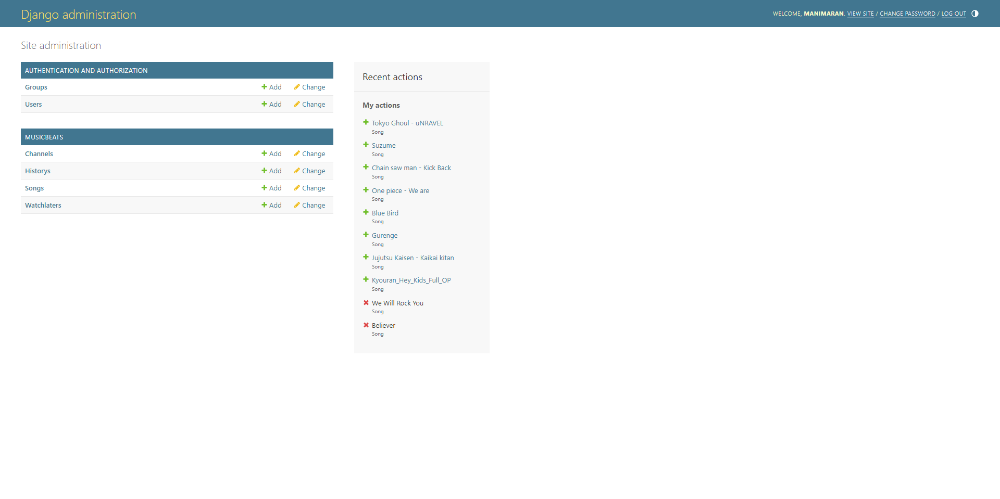 Django administration
WELCOME, MANIMARAN. VIEW SITE / CHANGE PASSWORD / LOG OUT
Site administration
AUTHENTICATION AND AUTHORIZATION
Groups Add Change
Users Add Change
MUSICBEATS
Channels Add Change
Historys Add Change
Songs Add Change
Watchlaters Add Change
Recent actions
My actions
Tokyo Ghoul - uNRAVEL
Song
Suzume
Song
Chain saw man - Kick Back
Song
One piece - We are
Song
Blue Bird
Song
Gurenge
Song
Jujutsu Kaisen - Kaikai kitan
Song
Kyouran_Hey_Kids_Full_OP
Song
We Will Rock You
Song
Believer
Song